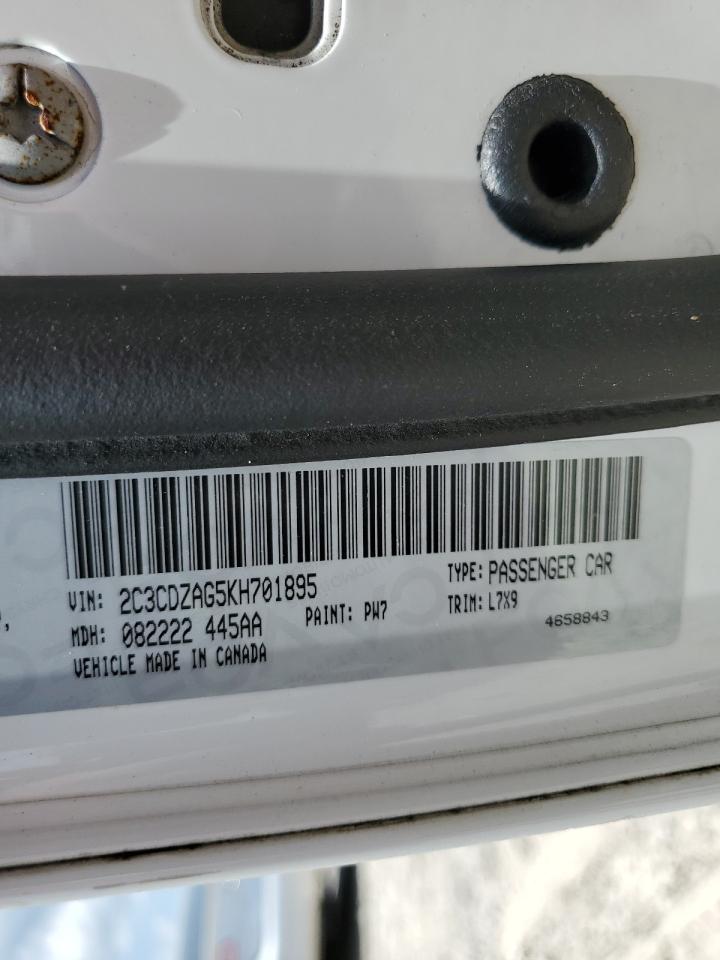 VIN: 2C3CDZAG5KH701895
TYPE: PASSENGER CAR
MDH: 082222 445AA
PAINT: PW7
TRIM: L7X9
4658843
VEHICLE MADE IN CANADA